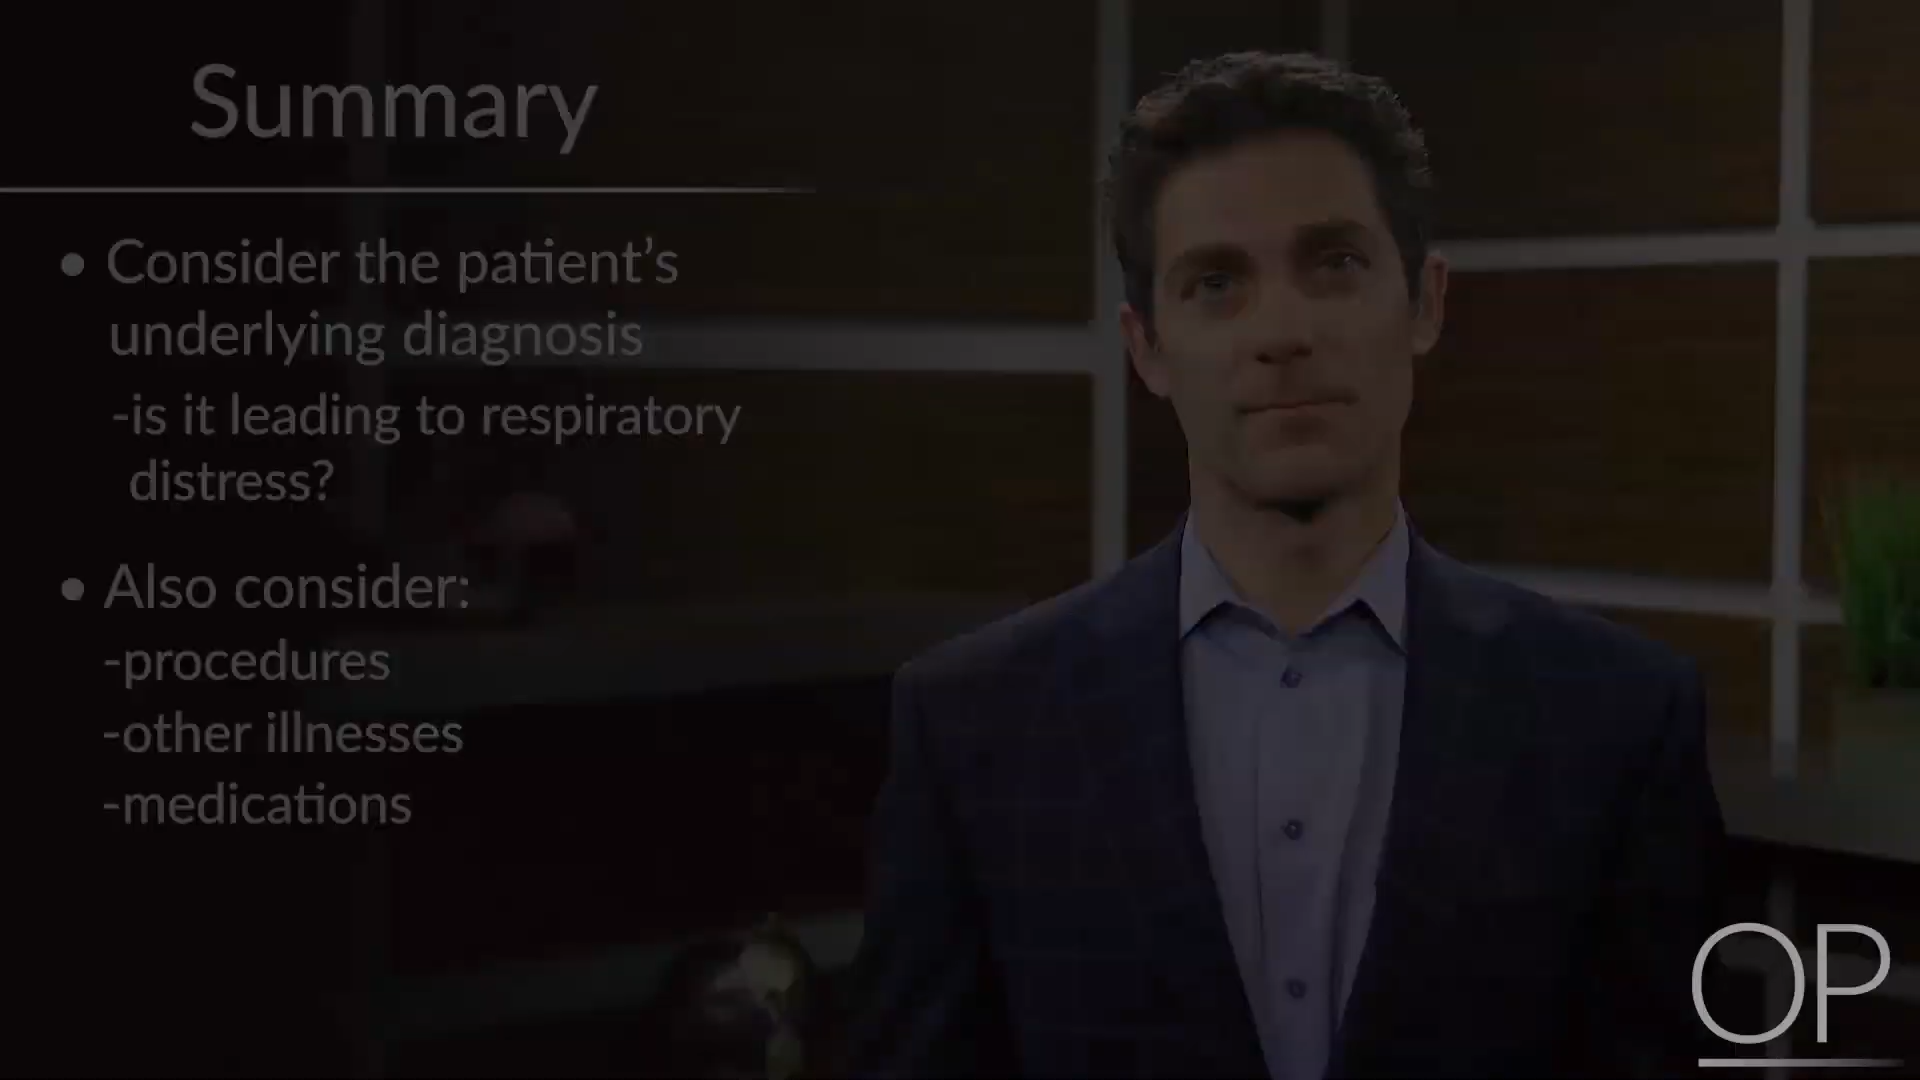 Summary
• Consider the patient's
underlying diagnosis
-is it leading to respiratory
distress?
• Also consider:
-procedures
-other illnesses
-medications
OP